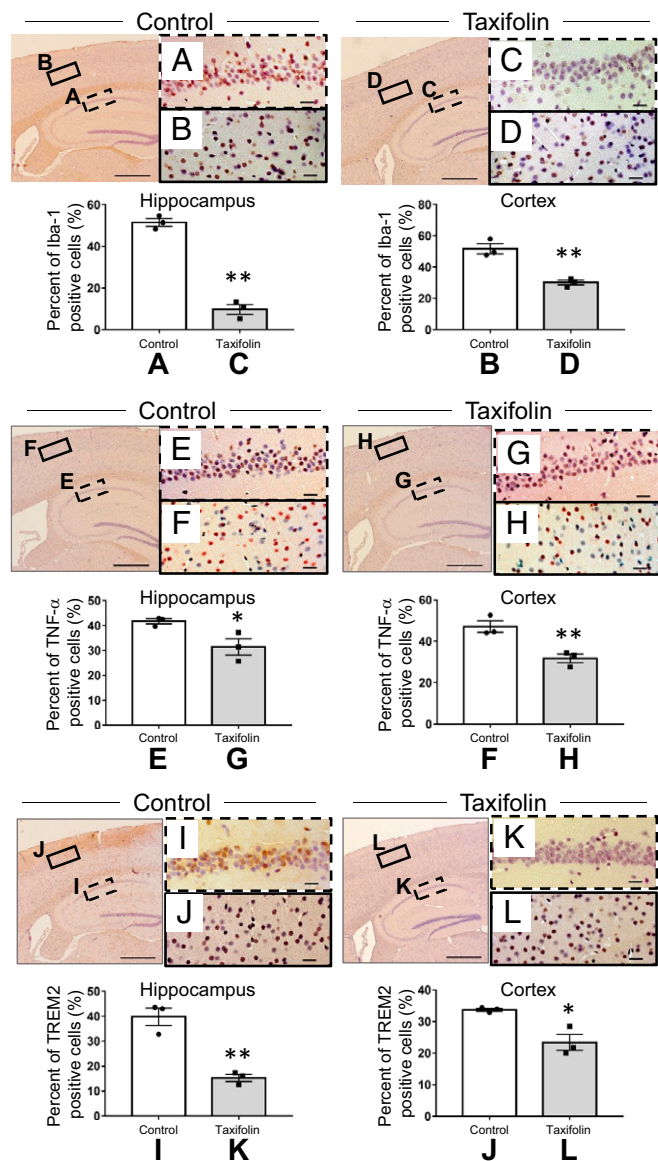 Control Taxifolin
B A A B
D C C D
Hippocampus Cortex
Percent of Iba-1 positive cells (%)
60
40
20
0
**
Control Taxifolin
A C
Percent of Iba-1 positive cells (%)
80
60
40
20
0
**
Control Taxifolin
B D
Control Taxifolin
F E E F
H G G H
Hippocampus Cortex
Percent of TNF-α positive cells (%)
50
40
30
20
10
0
*
Control Taxifolin
E G
Percent of TNF-α positive cells (%)
60
40
20
0
**
Control Taxifolin
F H
Control Taxifolin
J I I J
L K K L
Hippocampus Cortex
Percent of TREM2 positive cells (%)
50
40
30
20
10
0
**
Control Taxifolin
I K
Percent of TREM2 positive cells (%)
40
30
20
10
0
*
Control Taxifolin
J L